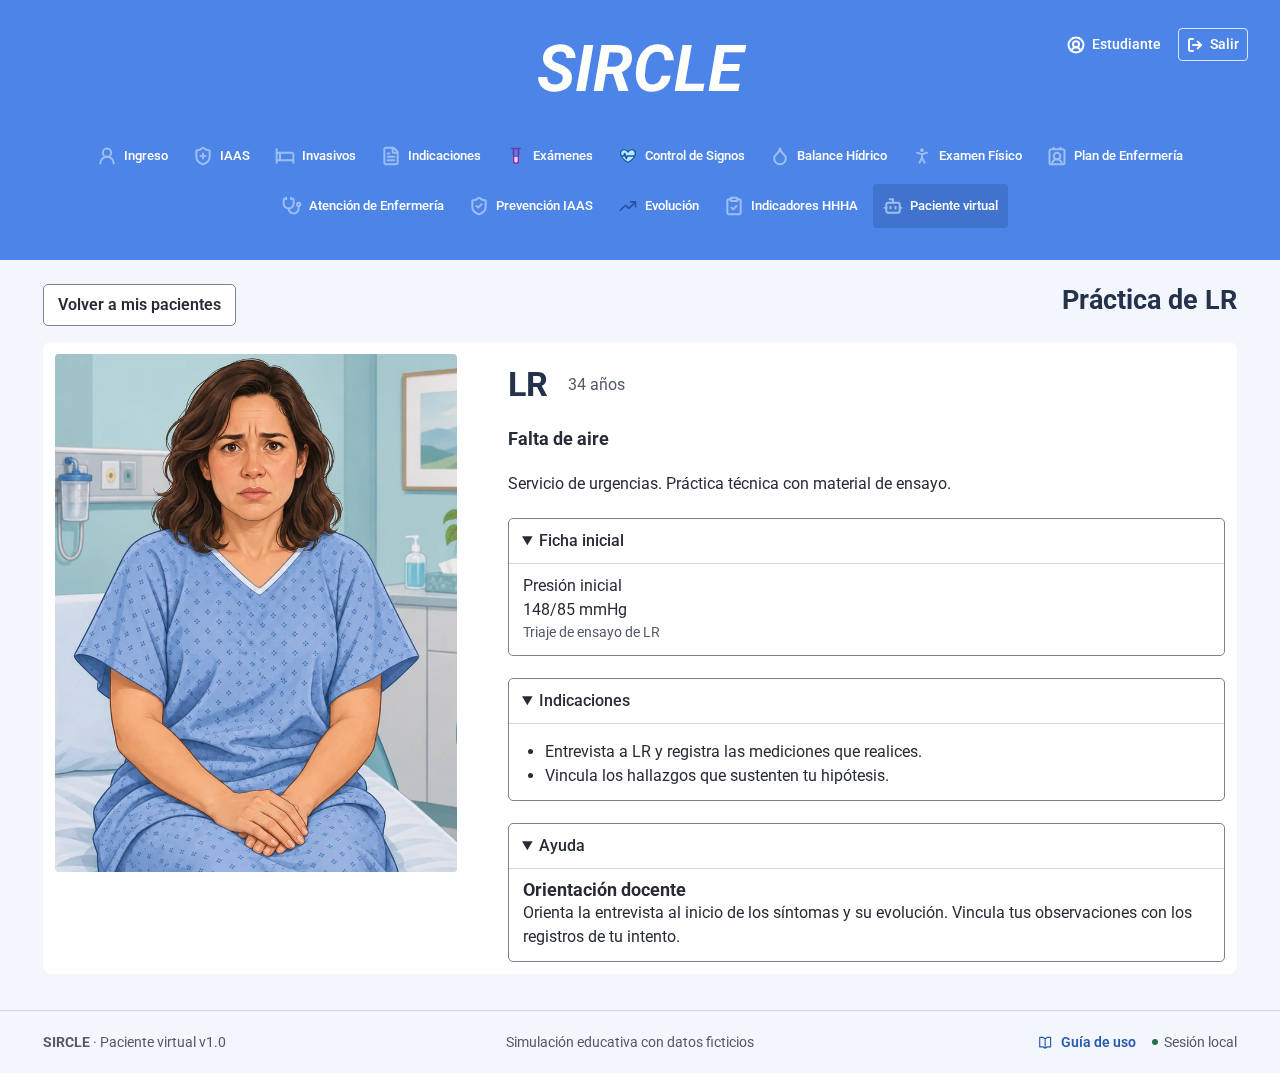 SIRCLE
Estudiante
Salir
Ingreso
IAAS
Invasivos
Indicaciones
Exámenes
Control de Signos
Balance Hídrico
Examen Físico
Plan de Enfermería
Atención de Enfermería
Prevención IAAS
Evolución
Indicadores HHHA
Paciente virtual
Volver a mis pacientes
Práctica de LR
LR 34 años
Falta de aire
Servicio de urgencias. Práctica técnica con material de ensayo.
▼ Ficha inicial
Presión inicial
148/85 mmHg
Triaje de ensayo de LR
▼ Indicaciones
• Entrevista a LR y registra las mediciones que realices.
• Vincula los hallazgos que sustenten tu hipótesis.
▼ Ayuda
Orientación docente
Orienta la entrevista al inicio de los síntomas y su evolución. Vincula tus observaciones con los
registros de tu intento.
SIRCLE · Paciente virtual v1.0
Simulación educativa con datos ficticios
Guía de uso
Sesión local